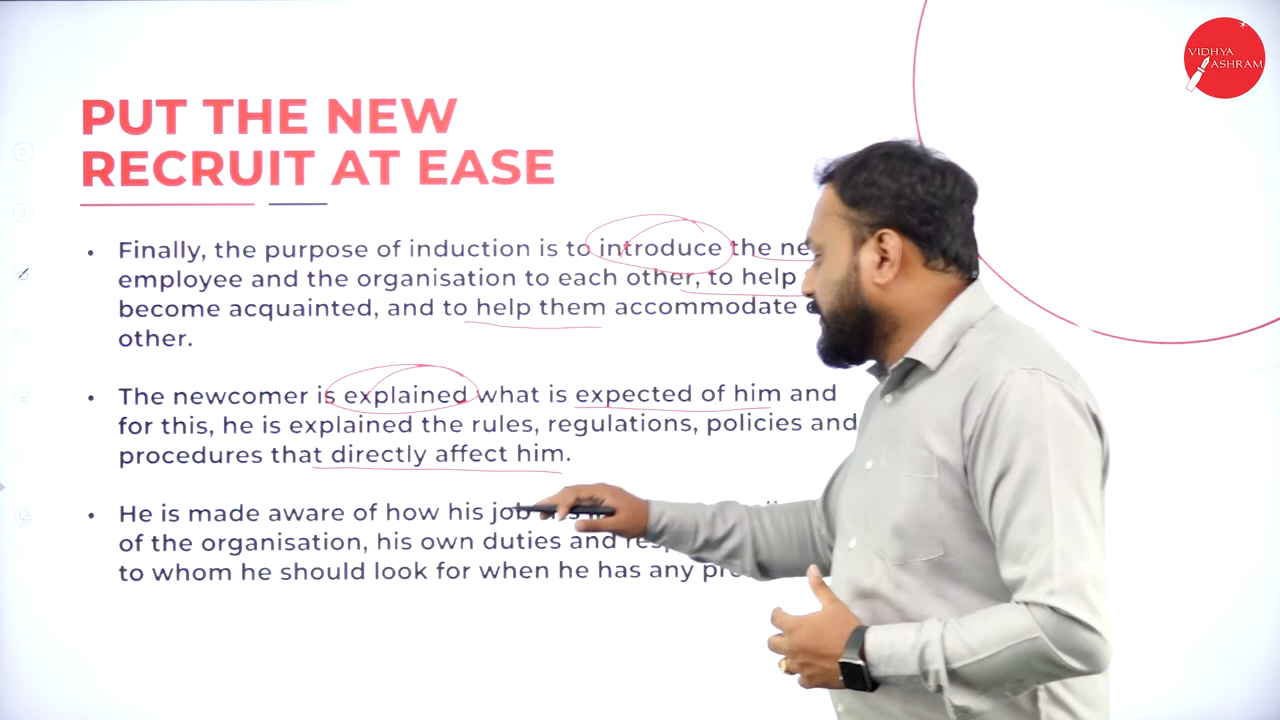 VIDHYA
ASHRAM
PUT THE NEW
RECRUIT AT EASE
• Finally, the purpose of induction is to introduce the
employee and the organisation to each other, to help
become acquainted, and to help them accommodate
other.
• The newcomer is explained what is expected of him and
for this, he is explained the rules, regulations, policies and
procedures that directly affect him.
• He is made aware of how his job
of the organisation, his own duties and
to whom he should look for when he has any